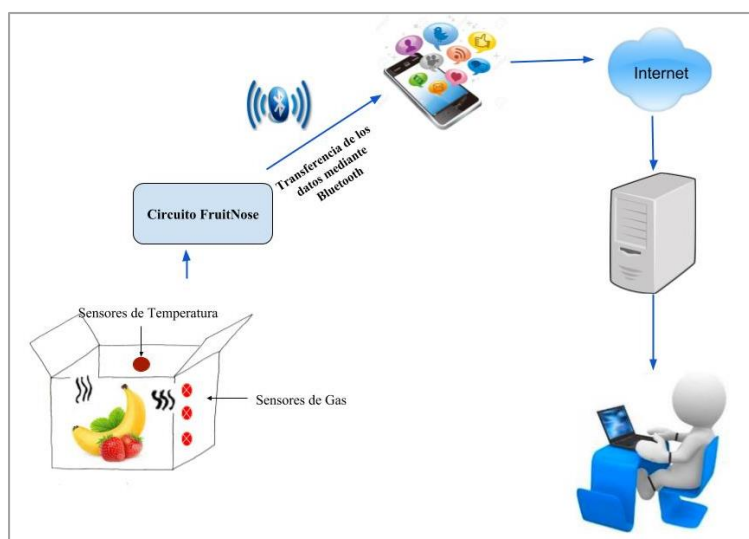 Internet
Transferencia de los
datos mediante
Bluetooth
Circuito FruitNose
Sensores de Temperatura
Sensores de Gas